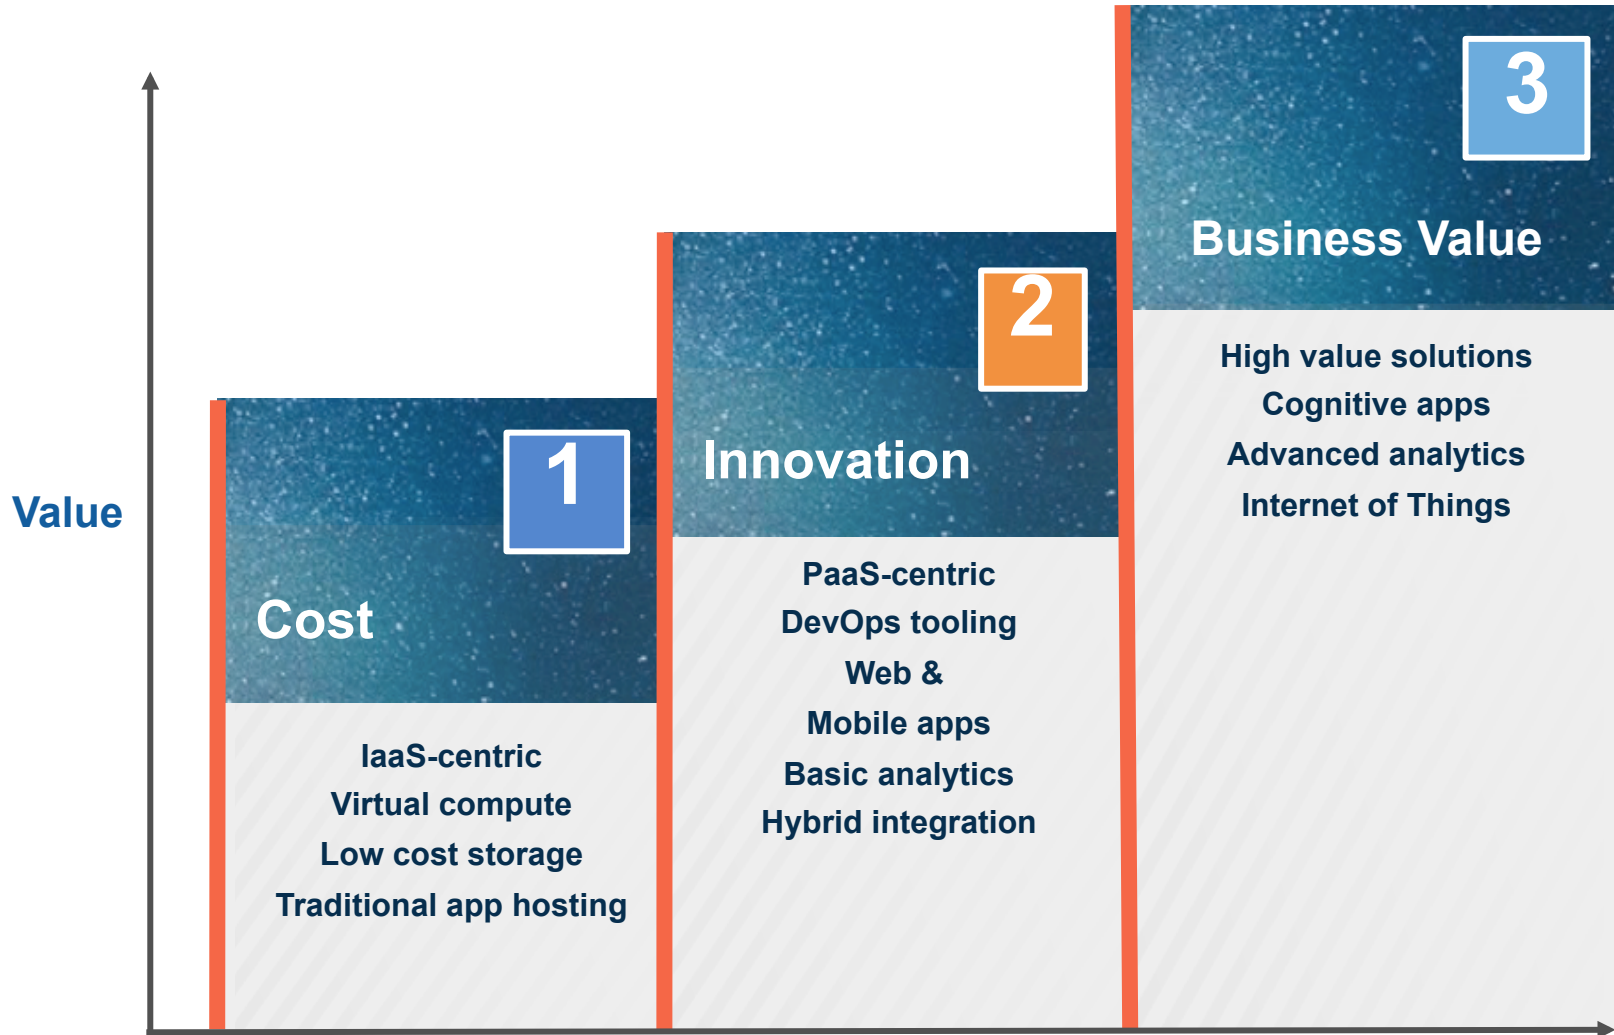 Value
1
Cost
IaaS-centric
Virtual compute
Low cost storage
Traditional app hosting
2
Innovation
PaaS-centric
DevOps tooling
Web &
Mobile apps
Basic analytics
Hybrid integration
3
Business Value
High value solutions
Cognitive apps
Advanced analytics
Internet of Things